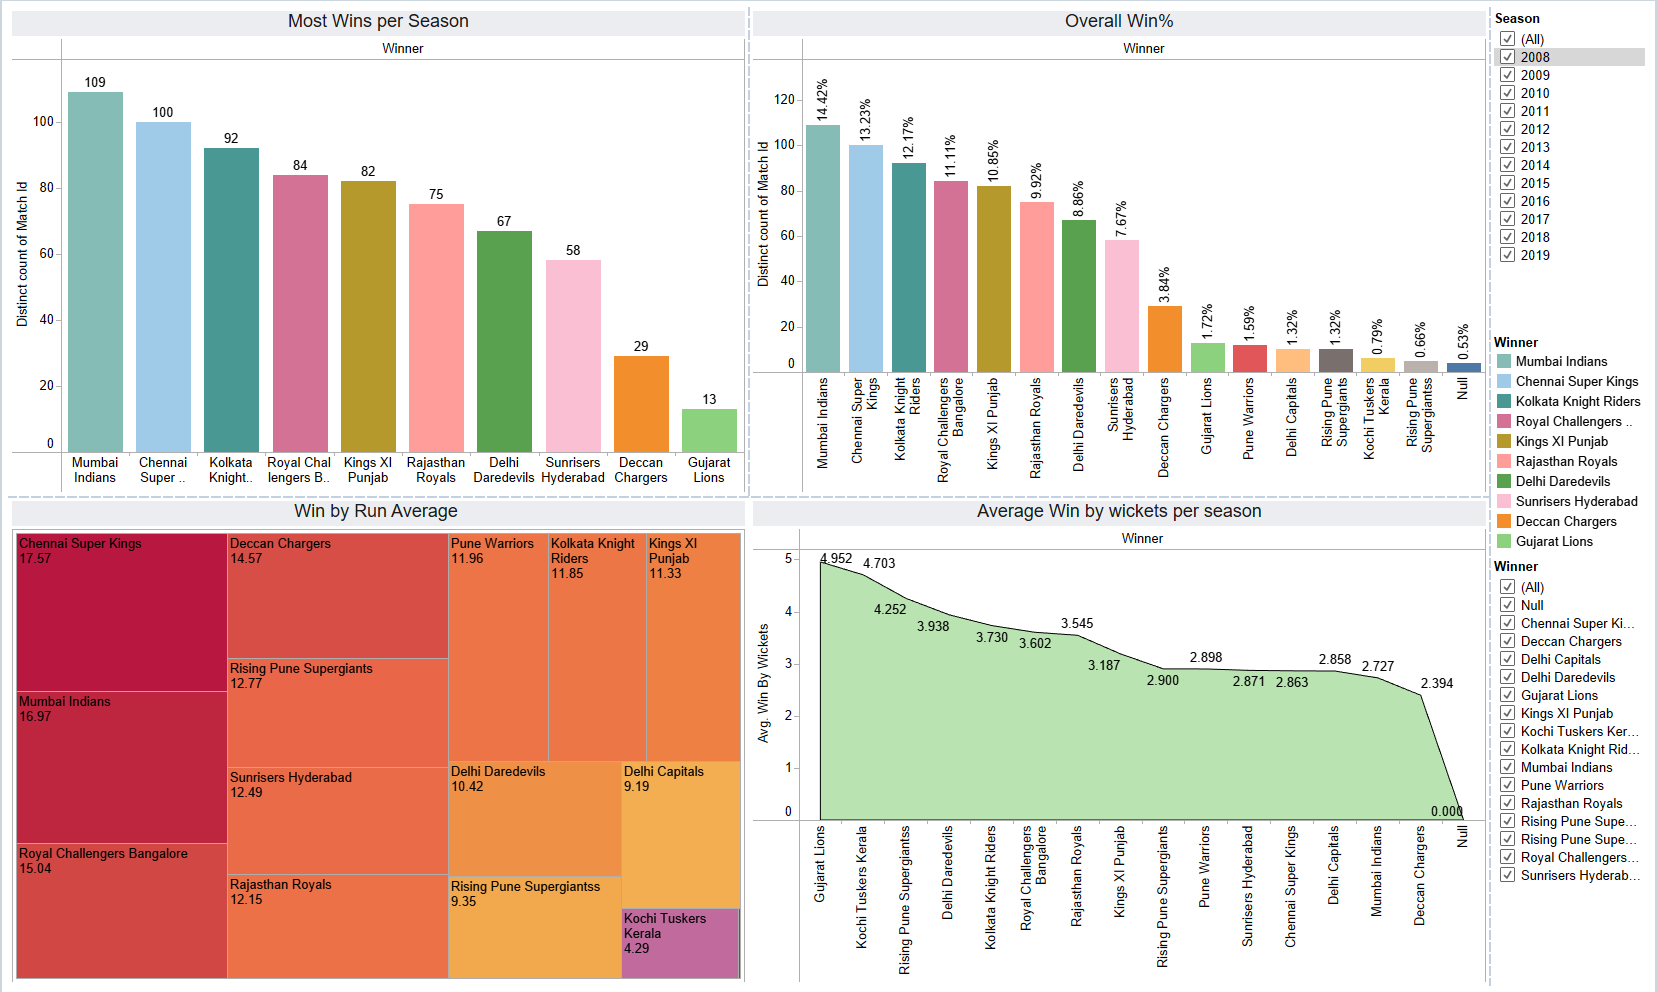 Most Wins per Season
Winner
Distinct count of Match Id
100
80
60
40
20
0
109
100
92
84
82
75
67
58
29
13
Mumbai
Indians
Chennai
Super ..
Kolkata
Knight..
Royal Chal
lengers B..
Kings XI
Punjab
Rajasthan
Royals
Delhi
Daredevils
Sunrisers
Hyderabad
Deccan
Chargers
Gujarat
Lions
Overall Win%
Winner
Distinct count of Match Id
120
100
80
60
40
20
0
14.42%
13.23%
12.17%
11.11%
10.85%
9.92%
8.86%
7.67%
3.84%
1.72%
1.59%
1.32%
1.32%
0.79%
0.66%
0.53%
Mumbai Indians
Chennai Super
Kings
Kolkata Knight
Riders
Royal Challengers
Bangalore
Kings XI Punjab
Rajasthan Royals
Delhi Daredevils
Sunrisers
Hyderabad
Deccan Chargers
Gujarat Lions
Pune Warriors
Delhi Capitals
Rising Pune
Supergiants
Kochi Tuskers
Kerala
Rising Pune
Supergiantss
Null
Win by Run Average
Chennai Super Kings
17.57
Mumbai Indians
16.97
Royal Challengers Bangalore
15.04
Deccan Chargers
14.57
Rising Pune Supergiants
12.77
Sunrisers Hyderabad
12.49
Rajasthan Royals
12.15
Pune Warriors
11.96
Kolkata Knight
Riders
11.85
Kings XI
Punjab
11.33
Delhi Daredevils
10.42
Rising Pune Supergiantss
9.35
Delhi Capitals
9.19
Kochi Tuskers
Kerala
4.29
Average Win by wickets per season
Winner
Avg. Win By Wickets
5
4
3
2
1
0
4.952
4.703
4.252
3.938
3.730
3.602
3.545
3.187
2.900
2.898
2.871
2.863
2.858
2.727
2.394
0.000
Gujarat Lions
Kochi Tuskers Kerala
Rising Pune Supergiantss
Delhi Daredevils
Kolkata Knight Riders
Royal Challengers
Bangalore
Rajasthan Royals
Kings XI Punjab
Rising Pune Supergiants
Pune Warriors
Sunrisers Hyderabad
Chennai Super Kings
Delhi Capitals
Mumbai Indians
Deccan Chargers
Null
Season
(All)
2008
2009
2010
2011
2012
2013
2014
2015
2016
2017
2018
2019
Winner
Mumbai Indians
Chennai Super Kings
Kolkata Knight Riders
Royal Challengers ..
Kings XI Punjab
Rajasthan Royals
Delhi Daredevils
Sunrisers Hyderabad
Deccan Chargers
Gujarat Lions
Winner
(All)
Null
Chennai Super Ki...
Deccan Chargers
Delhi Capitals
Delhi Daredevils
Gujarat Lions
Kings XI Punjab
Kochi Tuskers Ker...
Kolkata Knight Rid...
Mumbai Indians
Pune Warriors
Rajasthan Royals
Rising Pune Supe...
Rising Pune Supe...
Royal Challengers...
Sunrisers Hyderab...